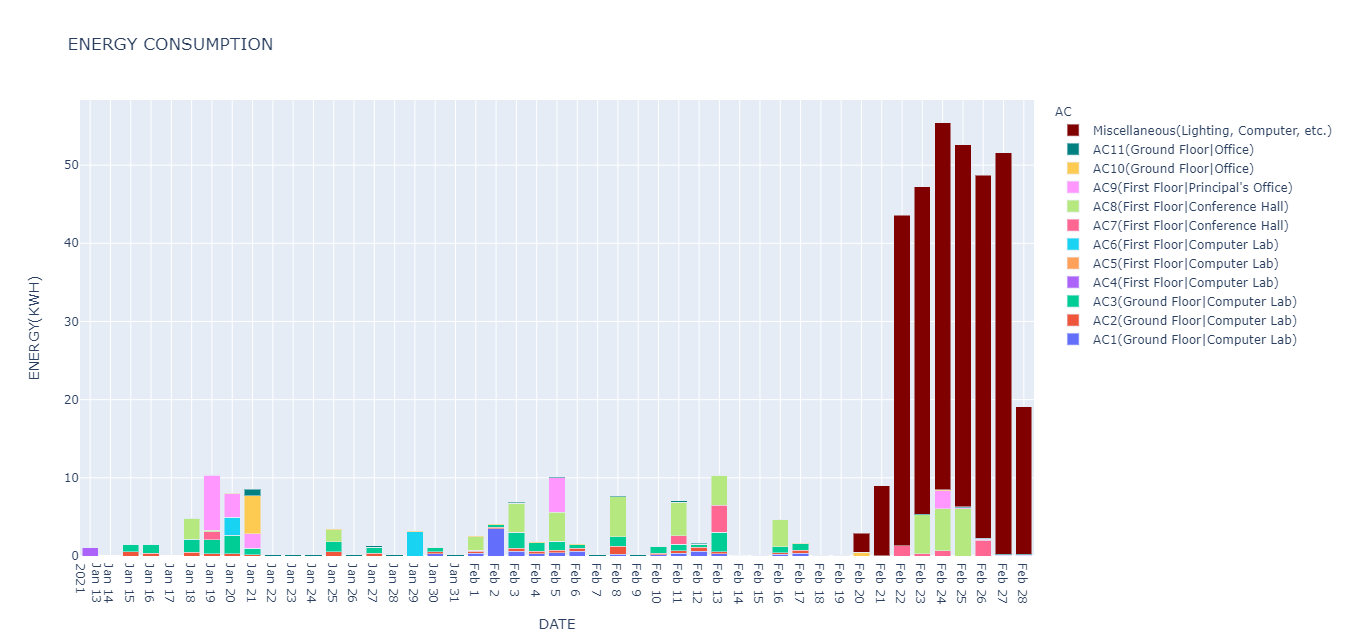 ENERGY CONSUMPTION
AC
Miscellaneous(Lighting, Computer, etc.)
AC11(Ground Floor|Office)
AC10(Ground Floor|Office)
AC9(First Floor|Principal's Office)
AC8(First Floor|Conference Hall)
AC7(First Floor|Conference Hall)
AC6(First Floor|Computer Lab)
AC5(First Floor|Computer Lab)
AC4(First Floor|Computer Lab)
AC3(Ground Floor|Computer Lab)
AC2(Ground Floor|Computer Lab)
AC1(Ground Floor|Computer Lab)
ENERGY(KWH)
50
40
30
20
10
0
Jan 13
2021
Jan 14
Jan 15
Jan 16
Jan 17
Jan 18
Jan 19
Jan 20
Jan 21
Jan 22
Jan 23
Jan 24
Jan 25
Jan 26
Jan 27
Jan 28
Jan 29
Jan 30
Jan 31
Feb 1
Feb 2
Feb 3
Feb 4
Feb 5
Feb 6
Feb 7
Feb 8
Feb 9
Feb 10
Feb 11
Feb 12
Feb 13
Feb 14
Feb 15
Feb 16
Feb 17
Feb 18
Feb 19
Feb 20
Feb 21
Feb 22
Feb 23
Feb 24
Feb 25
Feb 26
Feb 27
Feb 28
DATE